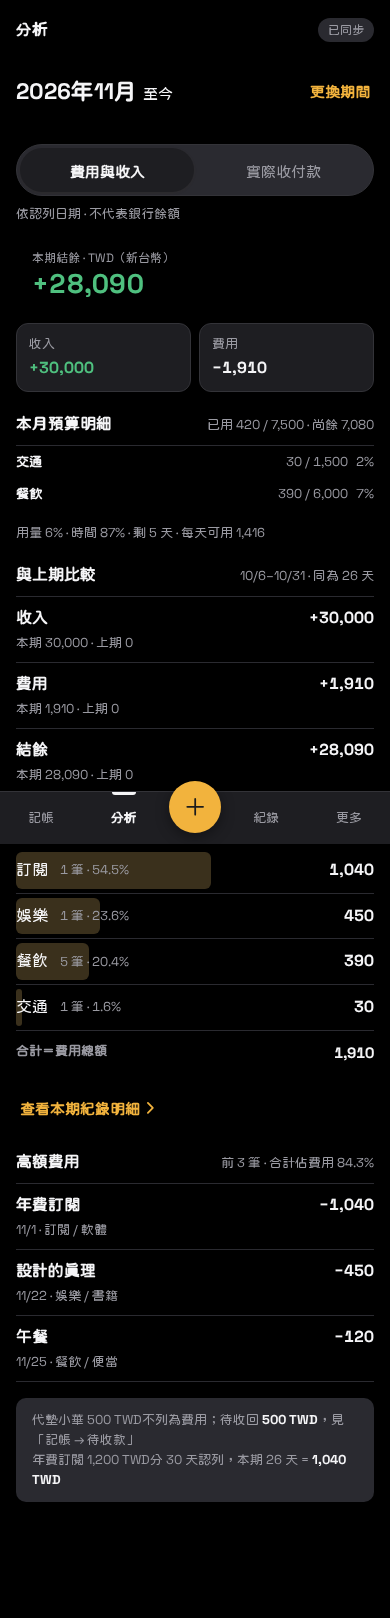 分析
已同步
2026年11月 至今
更換期間
費用與收入
實際收付款
依認列日期·不代表銀行餘額
本期結餘·TWD（新台幣）
+28,090
收入
+30,000
費用
-1,910
本月預算明細
已用 420 / 7,500·尚餘 7,080
交通
30 / 1,500 2%
餐飲
390 / 6,000 7%
用量 6%·時間 87%·剩 5 天·每天可用 1,416
與上期比較
10/6–10/31·同為 26 天
收入
+30,000
本期 30,000·上期 0
費用
+1,910
本期 1,910·上期 0
結餘
+28,090
本期 28,090·上期 0
記帳
分析
+
紀錄
更多
訂閱 1 筆·54.5%
1,040
娛樂 1 筆·23.6%
450
餐飲 5 筆·20.4%
390
交通 1 筆·1.6%
30
合計＝費用總額
1,910
查看本期紀錄明細 >
高額費用
前 3 筆·合計佔費用 84.3%
年費訂閱
-1,040
11/1·訂閱 / 軟體
設計的真理
-450
11/22·娛樂 / 書籍
午餐
-120
11/25·餐飲 / 便當
代墊小華 500 TWD不列為費用；待收回 500 TWD，見
「記帳→待收款」
年費訂閱 1,200 TWD分 30 天認列，本期 26 天 = 1,040
TWD